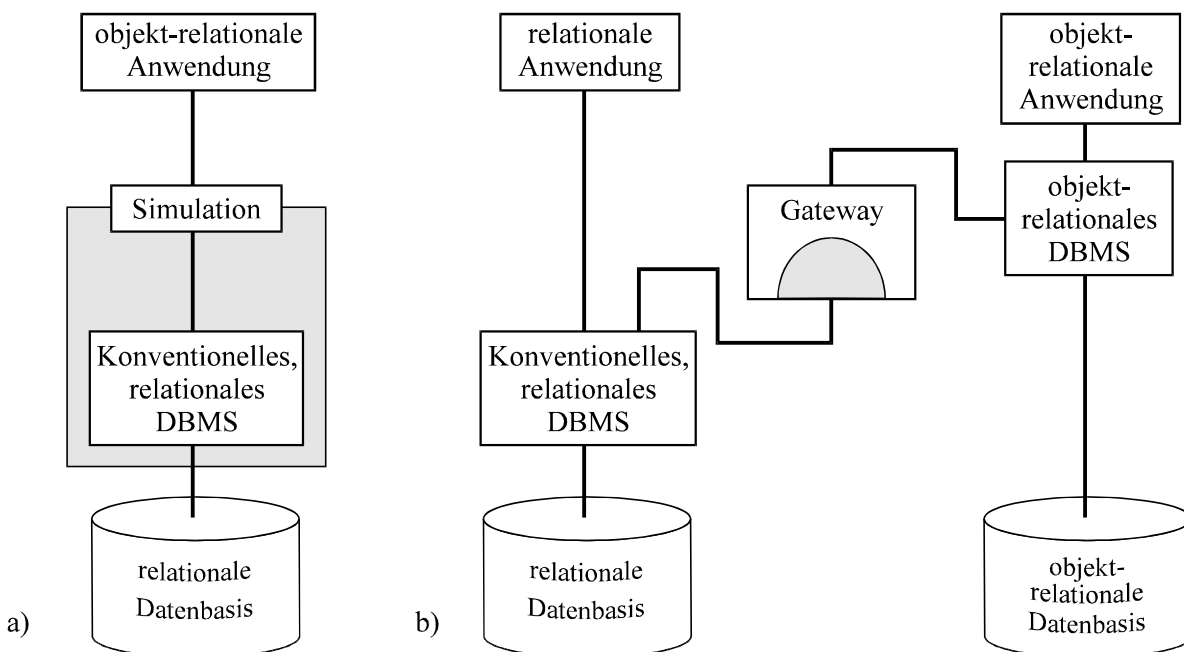 objekt-relationale
Anwendung
Simulation
Konventionelles,
relationales
DBMS
relationale
Datenbasis
a)
relationale
Anwendung
Gateway
Konventionelles,
relationales
DBMS
relationale
Datenbasis
b)
objekt-
relationale
Anwendung
objekt-
relationales
DBMS
objekt-
relationale
Datenbasis